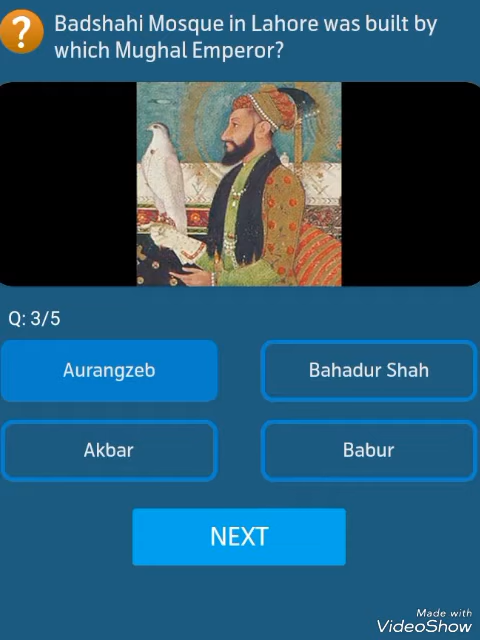 ?
Badshahi Mosque in Lahore was built by
which Mughal Emperor?
Q: 3/5
Aurangzeb
Bahadur Shah
Akbar
Babur
NEXT
Made with
VideoShow